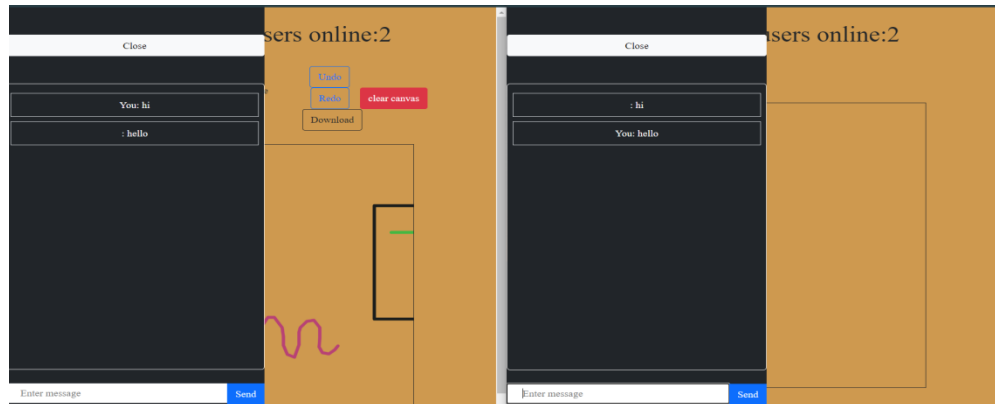 sers online:2
Close
Undo
Redo
clear canvas
Download
You: hi
: hello
Enter message
Send
sers online:2
Close
: hi
You: hello
Enter message
Send